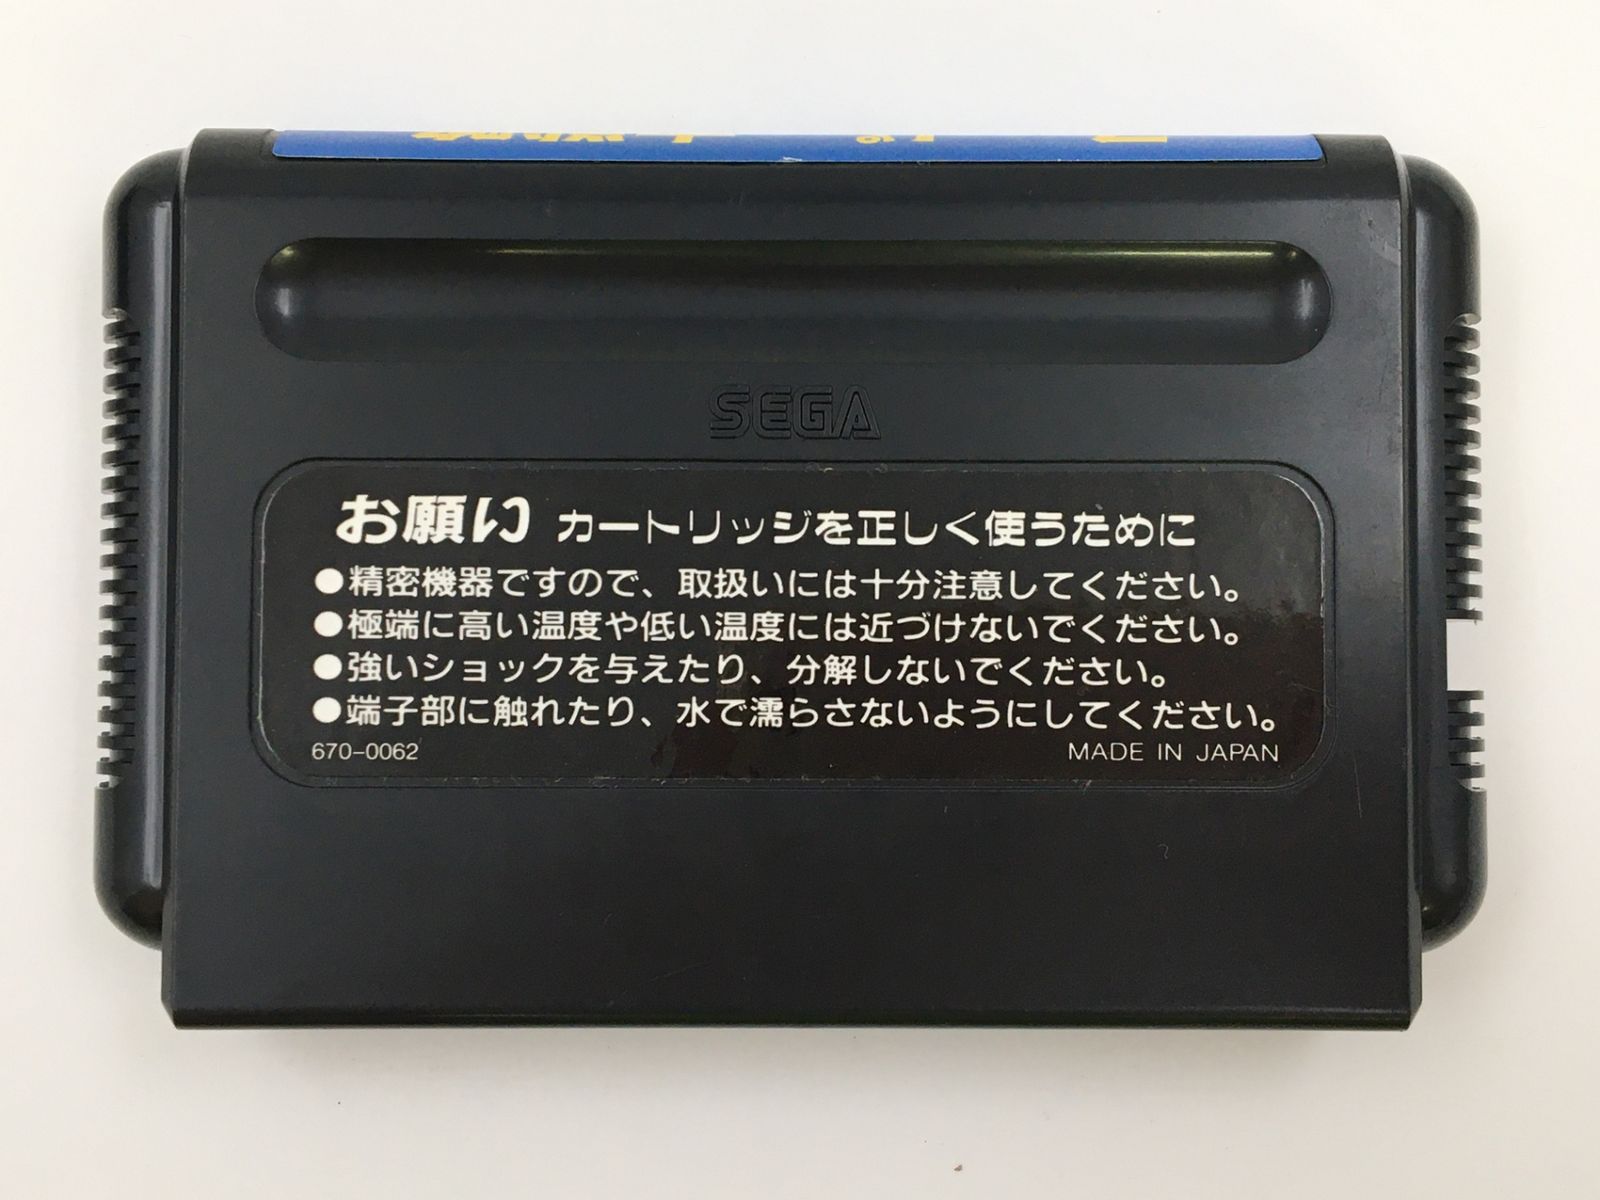 SEGA
お願い カートリッジを正しく使うために
●精密機器ですので、取扱いには十分注意してください。
●極端に高い温度や低い温度には近づけないでください。
●強いショックを与えたり、分解しないでください。
●端子部に触れたり、水で濡らさないようにしてください。
670-0062 MADE IN JAPAN